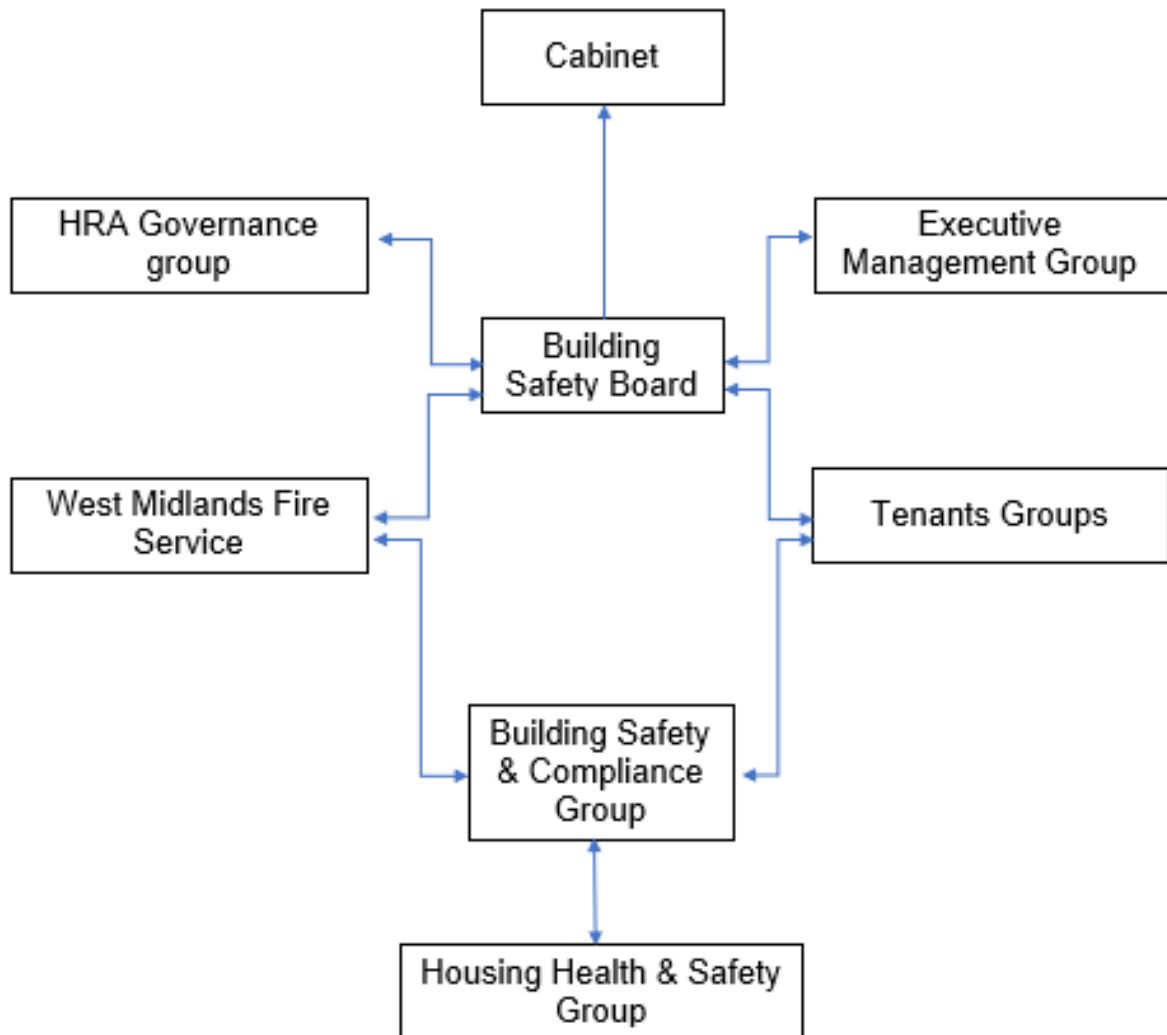 Cabinet
HRA Governance
group
Executive
Management Group
Building
Safety Board
West Midlands Fire
Service
Tenants Groups
Building Safety
& Compliance
Group
Housing Health & Safety
Group